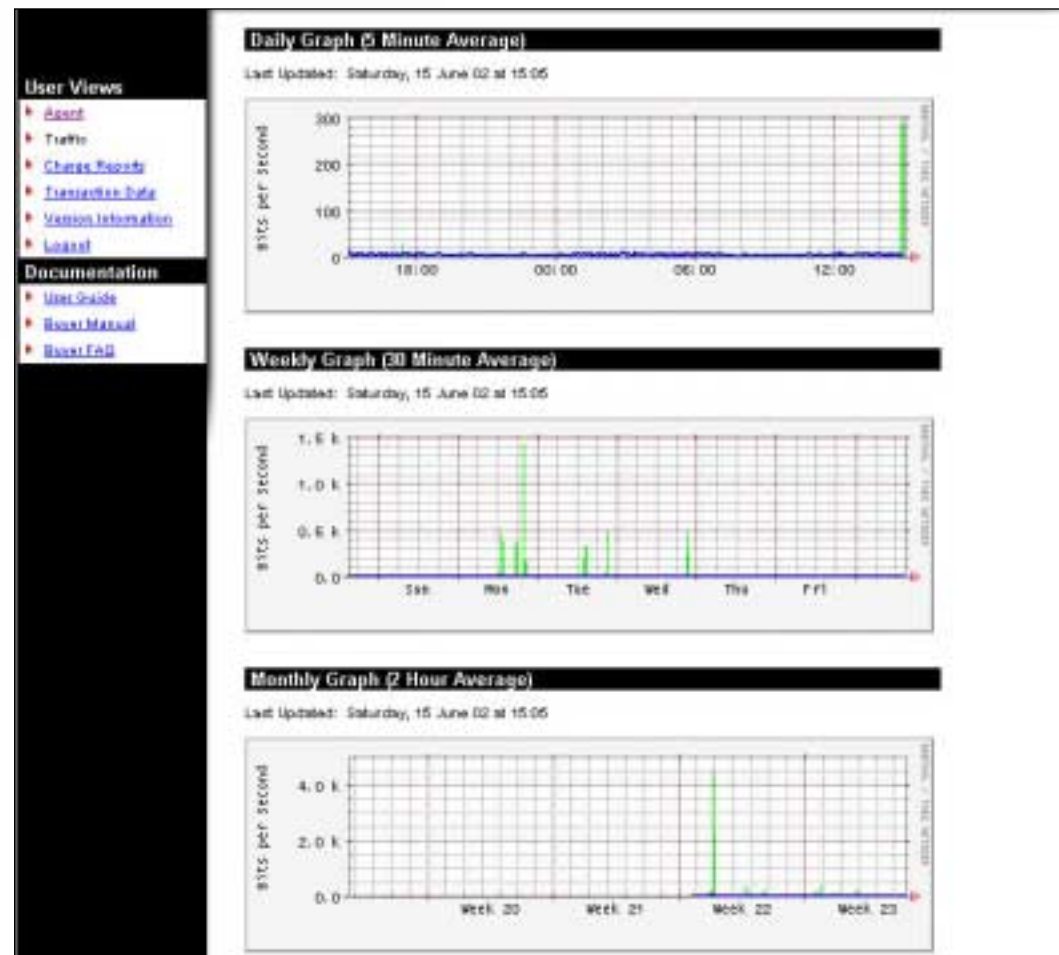 User Views
Agent
Traffic
Charge Reports
Transaction Data
Version Information
Logout
Documentation
User Guide
Buyer Manual
Buyer FAQ
Daily Graph (5 Minute Average)
Last Updated: Saturday, 15 June 02 at 15:05
Bits per second
300
200
100
0
18:00 00:00 06:00 12:00
Weekly Graph (30 Minute Average)
Last Updated: Saturday, 15 June 02 at 15:05
Bits per second
1.5 k
1.0 k
0.5 k
0.0
Sun Mon Tue Wed Thu Fri
Monthly Graph (2 Hour Average)
Last Updated: Saturday, 15 June 02 at 15:05
Bits per second
4.0 k
2.0 k
0.0
Week 20 Week 21 Week 22 Week 23